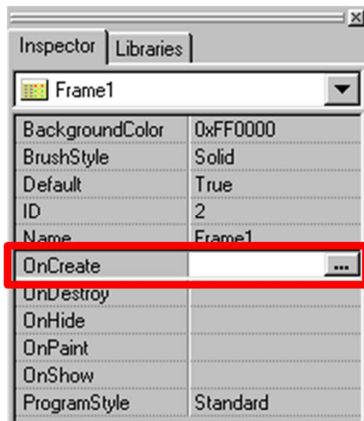 x
Inspector Libraries
Frame1
BackgroundColor 0xFF0000
BrushStyle Solid
Default True
ID 2
Name Frame1
OnCreate ...
OnDestroy
OnHide
OnPaint
OnShow
ProgramStyle Standard